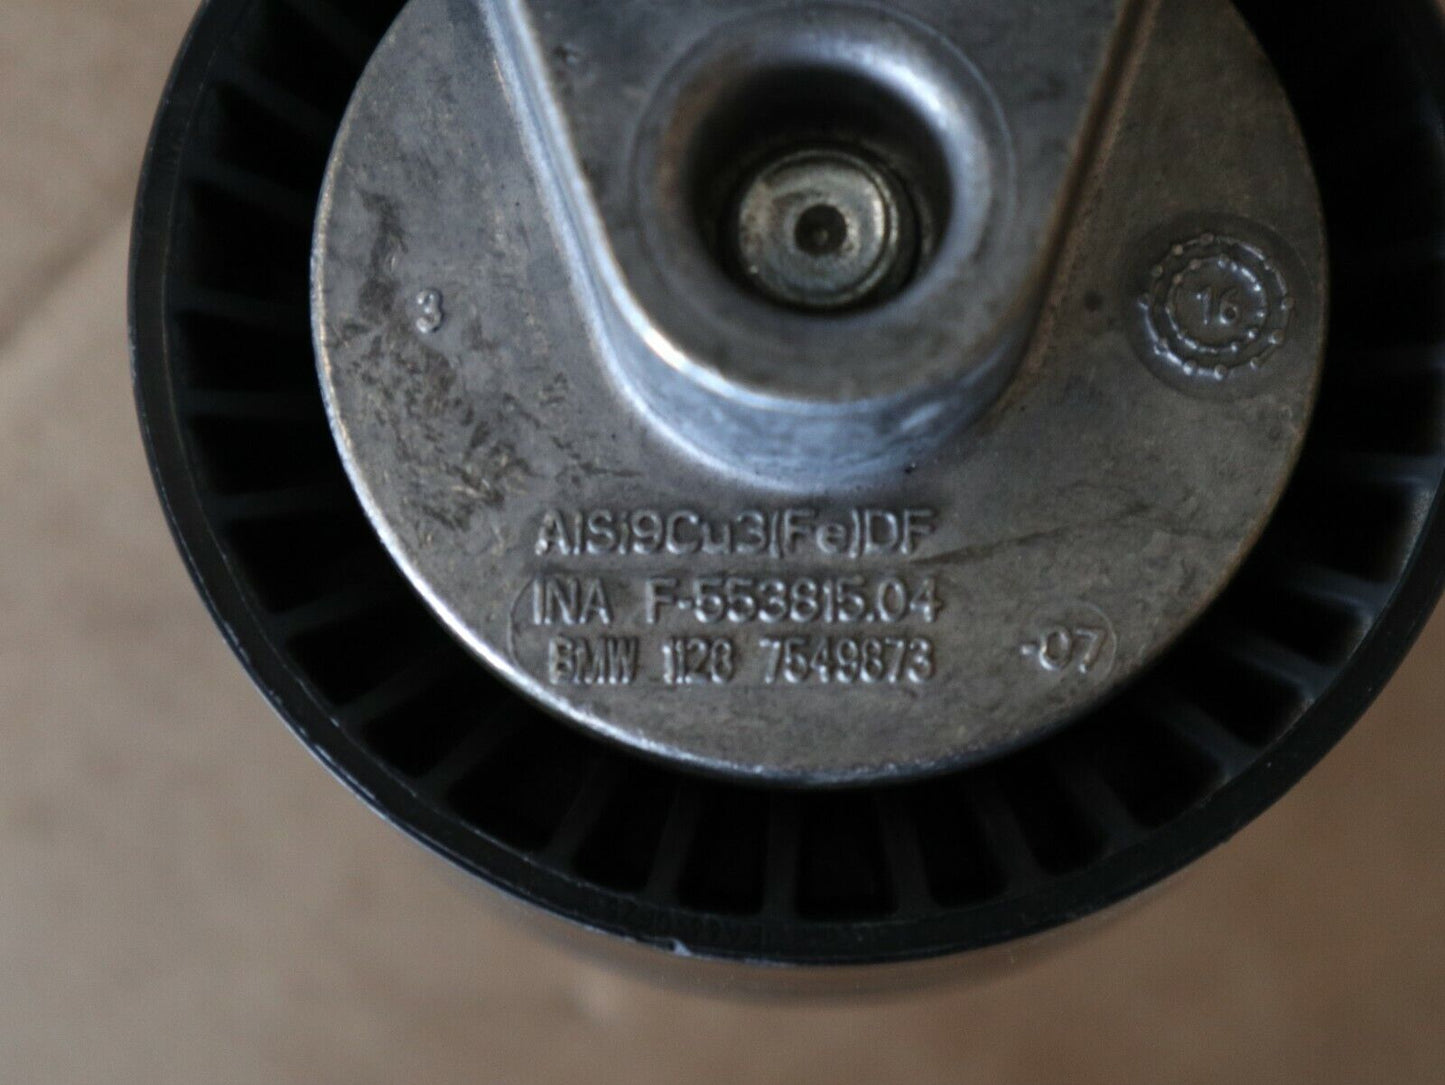 3
16
AlSi9Cu3(Fe)DF
INA F-553815.04
BMW 1128 7549873 -07